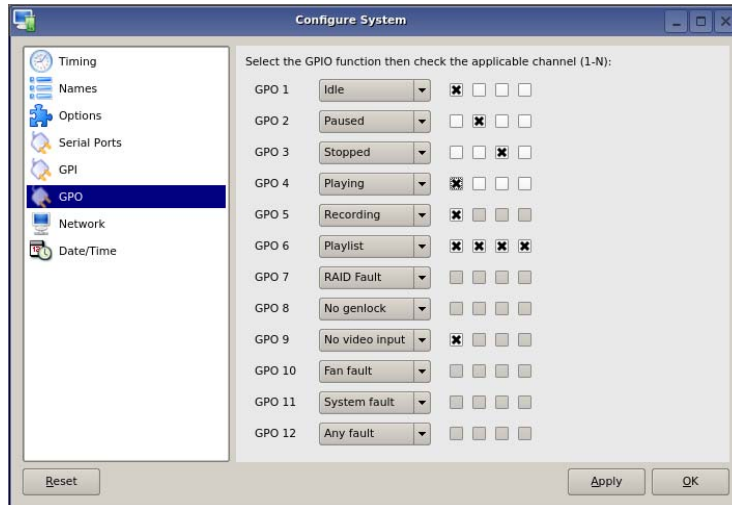 Configure System
Timing
Names
Options
Serial Ports
GPI
GPO
Network
Date/Time
Select the GPIO function then check the applicable channel (1-N):
GPO 1 Idle
GPO 2 Paused
GPO 3 Stopped
GPO 4 Playing
GPO 5 Recording
GPO 6 Playlist
GPO 7 RAID Fault
GPO 8 No genlock
GPO 9 No video input
GPO 10 Fan fault
GPO 11 System fault
GPO 12 Any fault
Reset
Apply
OK